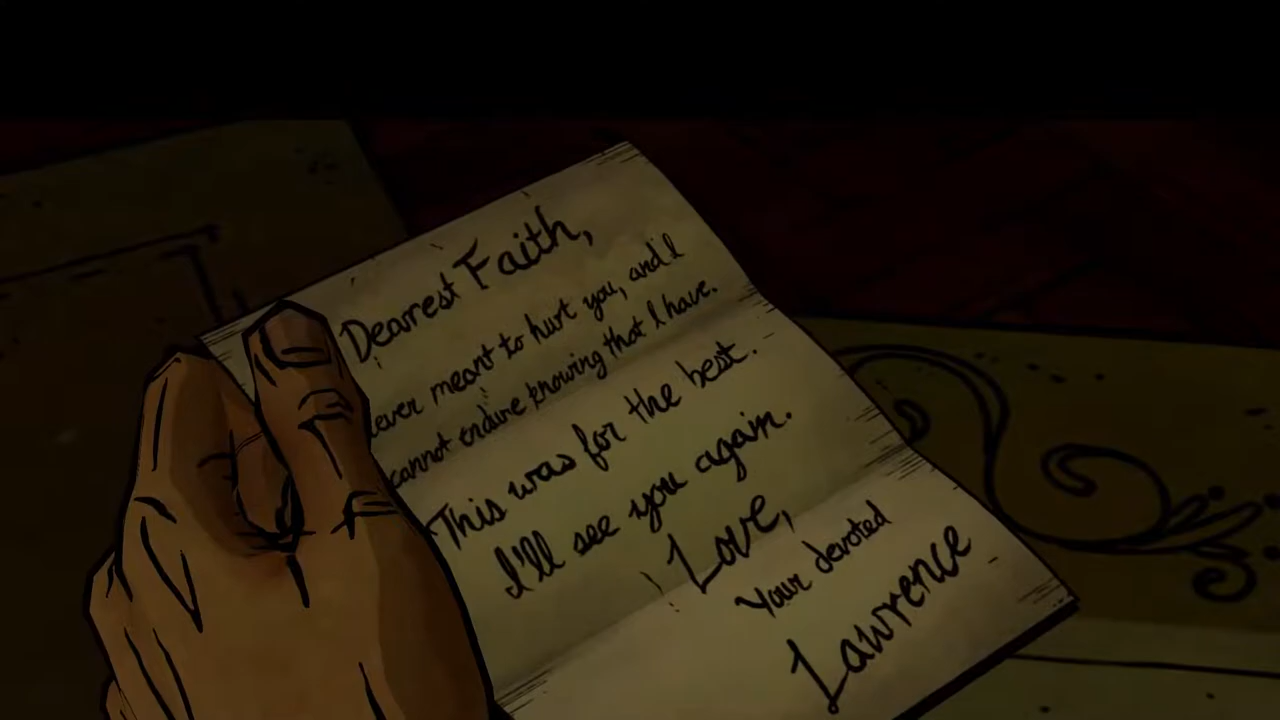 Dearest Faith,
ever meant to hurt you, and I
cannot endure knowing that I have.
This was for the best.
I'll see you again.
Love,
Your devoted
Lawrence